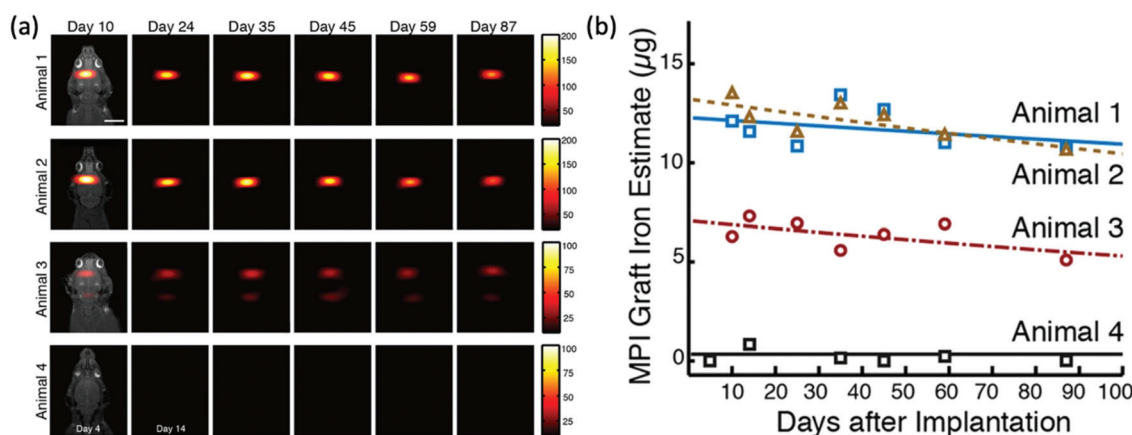 (a)
Day 10 Day 24 Day 35 Day 45 Day 59 Day 87
Animal 1
200
150
100
50
Animal 2
200
150
100
50
Animal 3
100
75
50
25
Animal 4
Day 4 Day 14
100
75
50
25
(b)
MPI Graft Iron Estimate (µg)
15
10
5
0
Animal 1
Animal 2
Animal 3
Animal 4
10 20 30 40 50 60 70 80 90 100
Days after Implantation